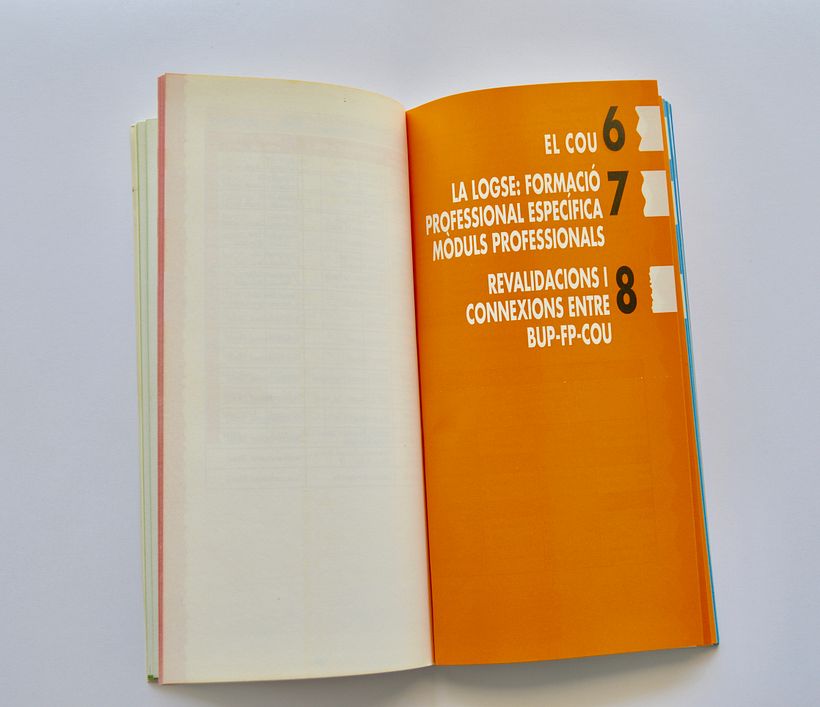 EL COU 6
LA LOGSE: FORMACIÓ
PROFESSIONAL ESPECÍFICA 7
MÒDULS PROFESSIONALS
REVALIDACIONS I
CONNEXIONS ENTRE 8
BUP-FP-COU